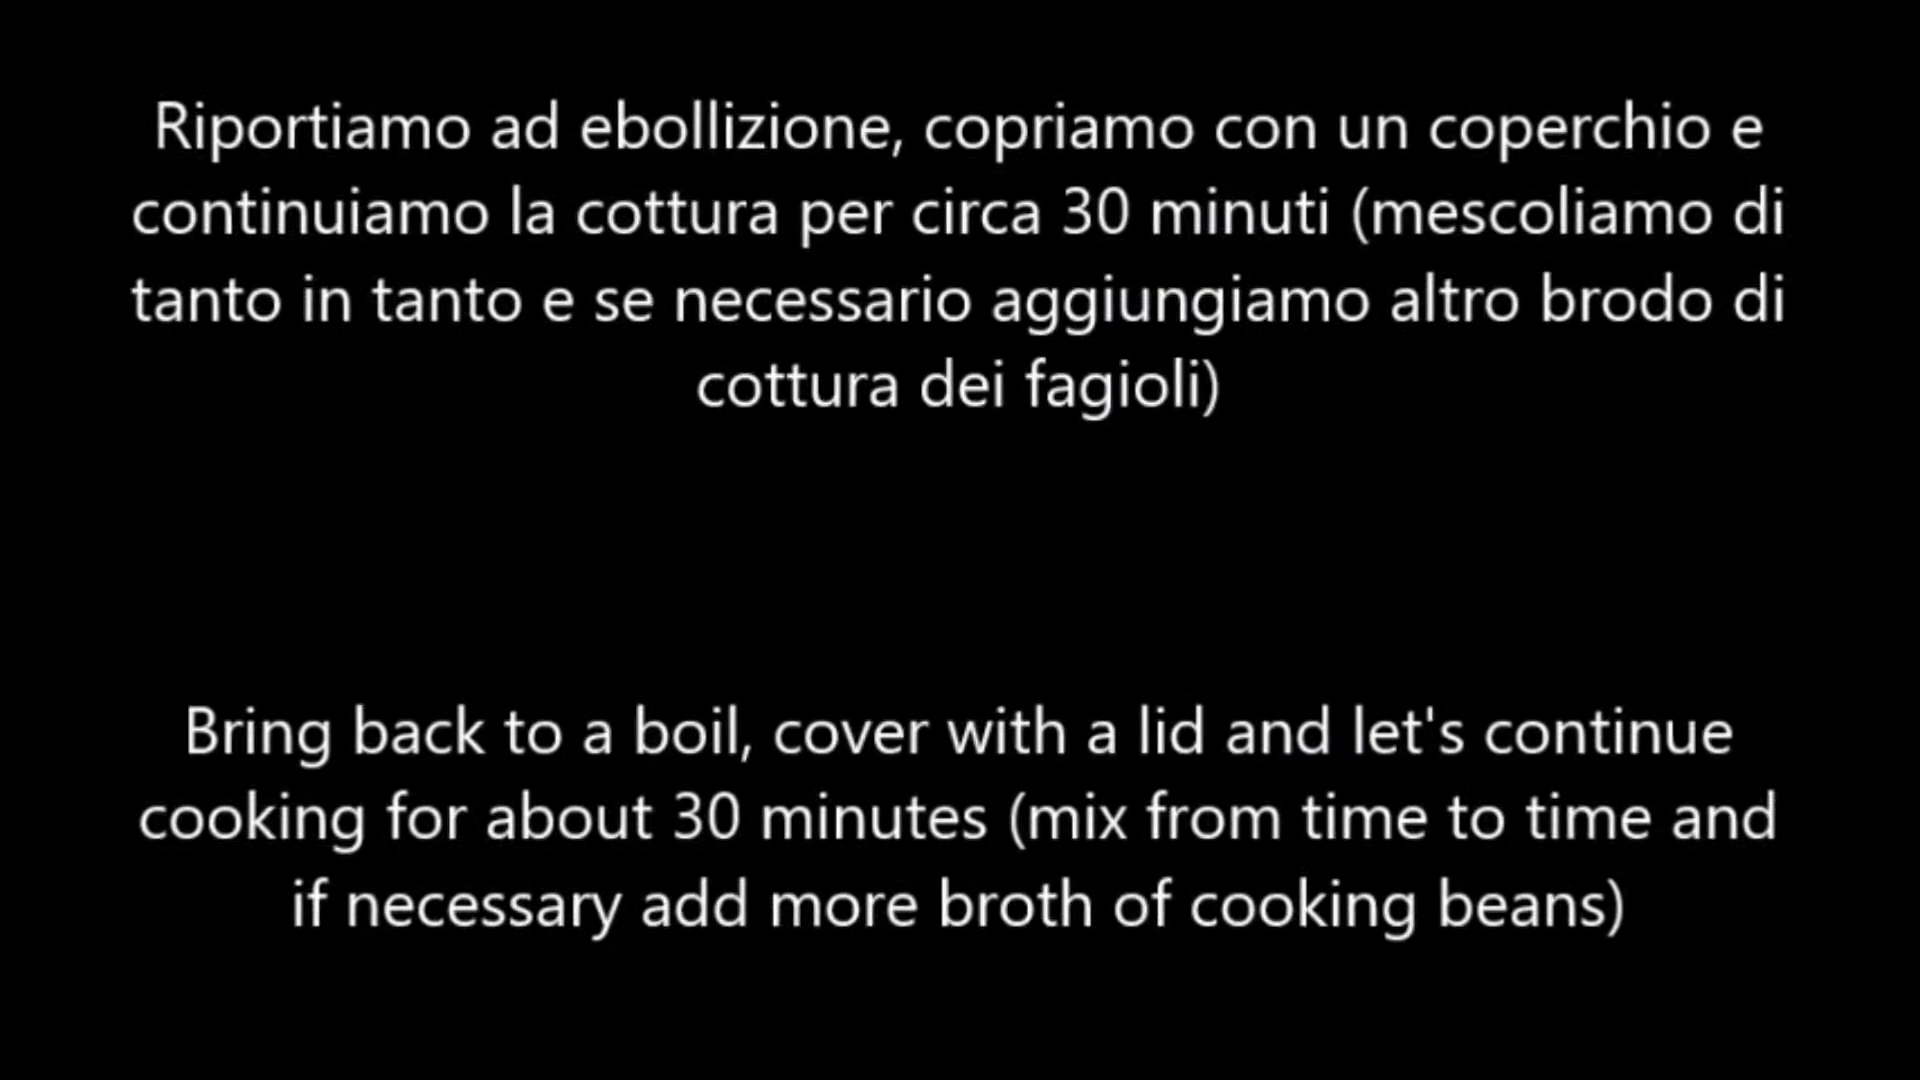 Riportiamo ad ebollizione, copriamo con un coperchio e
continuiamo la cottura per circa 30 minuti (mescoliamo di
tanto in tanto e se necessario aggiungiamo altro brodo di
cottura dei fagioli)
Bring back to a boil, cover with a lid and let's continue
cooking for about 30 minutes (mix from time to time and
if necessary add more broth of cooking beans)